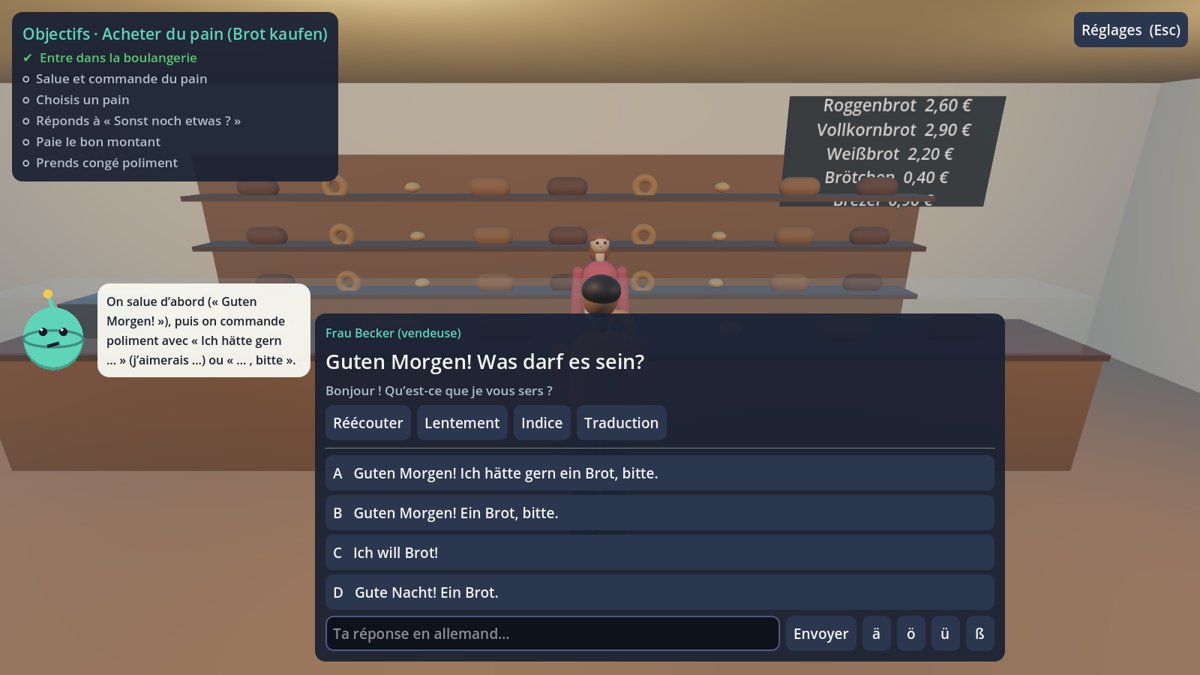 Objectifs · Acheter du pain (Brot kaufen)
✔ Entre dans la boulangerie
Salue et commande du pain
Choisis un pain
Réponds à « Sonst noch etwas ? »
Paie le bon montant
Prends congé poliment
Réglages (Esc)
Roggenbrot 2,60 €
Vollkornbrot 2,90 €
Weißbrot 2,20 €
Brötchen 0,40 €
0,90 €
On salue d’abord (« Guten
Morgen! »), puis on commande
poliment avec « Ich hätte gern
... » (j’aimerais ...) ou « ... , bitte ».
Frau Becker (vendeuse)
Guten Morgen! Was darf es sein?
Bonjour ! Qu’est-ce que je vous sers ?
Réécouter Lentement Indice Traduction
A Guten Morgen! Ich hätte gern ein Brot, bitte.
B Guten Morgen! Ein Brot, bitte.
C Ich will Brot!
D Gute Nacht! Ein Brot.
Ta réponse en allemand...
Envoyer ä ö ü ß